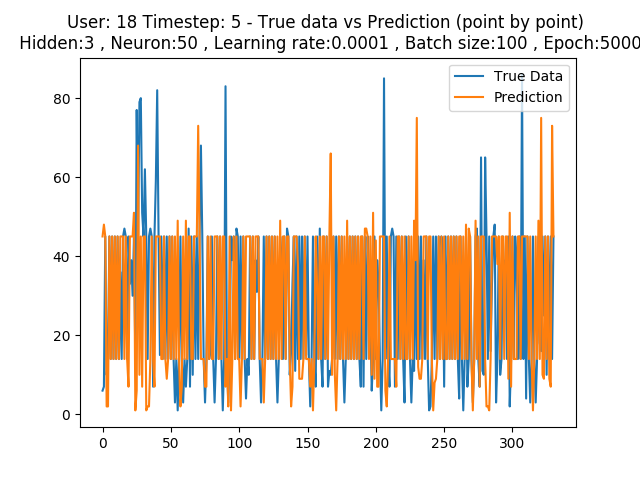 User: 18 Timestep: 5 - True data vs Prediction (point by point)
Hidden:3 , Neuron:50 , Learning rate:0.0001 , Batch size:100 , Epoch:5000
True Data
Prediction
80
60
40
20
0
0 50 100 150 200 250 300